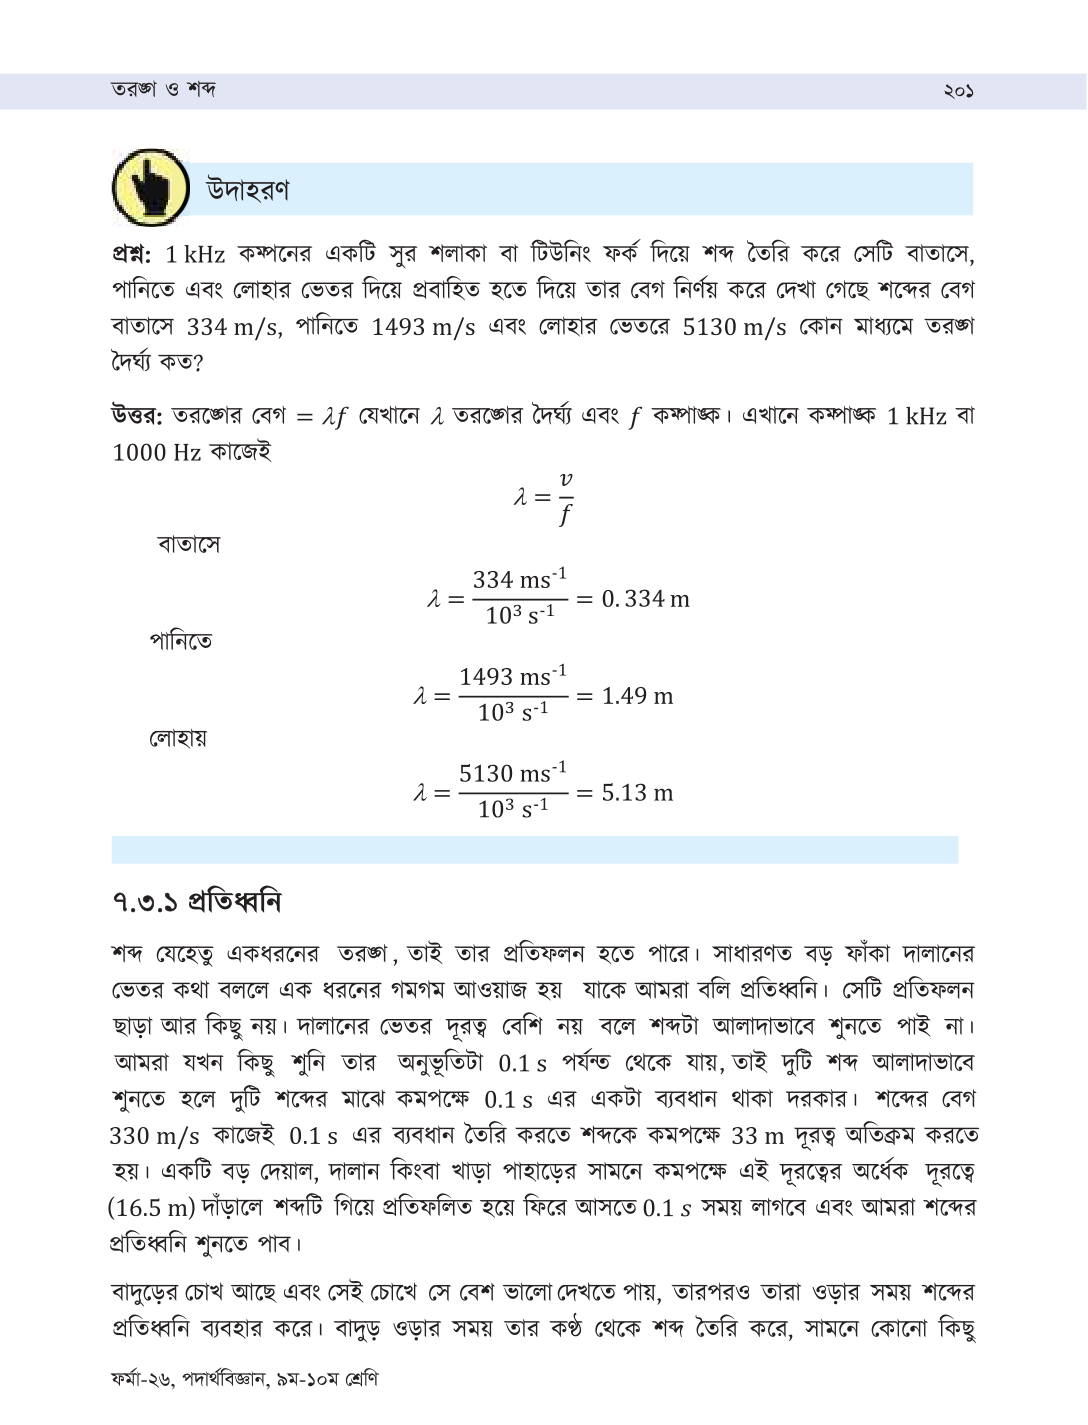 তরঙ্গ ও শব্দ ২০১
উদাহরণ
প্রশ্ন: 1 kHz কম্পনের একটি সুর শলাকা বা টিউনিং ফর্ক দিয়ে শব্দ তৈরি করে সেটি বাতাসে,
পানিতে এবং লোহার ভেতর দিয়ে প্রবাহিত হতে দিয়ে তার বেগ নির্ণয় করে দেখা গেছে শব্দের বেগ
বাতাসে 334 m/s, পানিতে 1493 m/s এবং লোহার ভেতরে 5130 m/s কোন মাধ্যমে তরঙ্গ
দৈর্ঘ্য কত?
উত্তর: তরঙ্গের বেগ = λf যেখানে λ তরঙ্গের দৈর্ঘ্য এবং f কম্পাঙ্ক। এখানে কম্পাঙ্ক 1 kHz বা
1000 Hz কাজেই
λ = v/f
বাতাসে
λ = 334 ms⁻¹ / 10³ s⁻¹ = 0.334 m
পানিতে
λ = 1493 ms⁻¹ / 10³ s⁻¹ = 1.49 m
লোহায়
λ = 5130 ms⁻¹ / 10³ s⁻¹ = 5.13 m
৭.৩.১ প্রতিধ্বনি
শব্দ যেহেতু একধরনের তরঙ্গ, তাই তার প্রতিফলন হতে পারে। সাধারণত বড় ফাঁকা দালানের
ভেতর কথা বললে এক ধরনের গমগম আওয়াজ হয় যাকে আমরা বলি প্রতিধ্বনি। সেটি প্রতিফলন
ছাড়া আর কিছু নয়। দালানের ভেতর দূরত্ব বেশি নয় বলে শব্দটা আলাদাভাবে শুনতে পাই না।
আমরা যখন কিছু শুনি তার অনুভূতিটা 0.1 s পর্যন্ত থেকে যায়, তাই দুটি শব্দ আলাদাভাবে
শুনতে হলে দুটি শব্দের মাঝে কমপক্ষে 0.1 s এর একটা ব্যবধান থাকা দরকার। শব্দের বেগ
330 m/s কাজেই 0.1 s এর ব্যবধান তৈরি করতে শব্দকে কমপক্ষে 33 m দূরত্ব অতিক্রম করতে
হয়। একটি বড় দেয়াল, দালান কিংবা খাড়া পাহাড়ের সামনে কমপক্ষে এই দূরত্বের অর্ধেক দূরত্বে
(16.5 m) দাঁড়ালে শব্দটি গিয়ে প্রতিফলিত হয়ে ফিরে আসতে 0.1 s সময় লাগবে এবং আমরা শব্দের
প্রতিধ্বনি শুনতে পাব।
বাদুড়ের চোখ আছে এবং সেই চোখে সে বেশ ভালো দেখতে পায়, তারপরও তারা ওড়ার সময় শব্দের
প্রতিধ্বনি ব্যবহার করে। বাদুড় ওড়ার সময় তার কণ্ঠ থেকে শব্দ তৈরি করে, সামনে কোনো কিছু
ফর্মা-২৬, পদার্থবিজ্ঞান, ৯ম-১০ম শ্রেণি